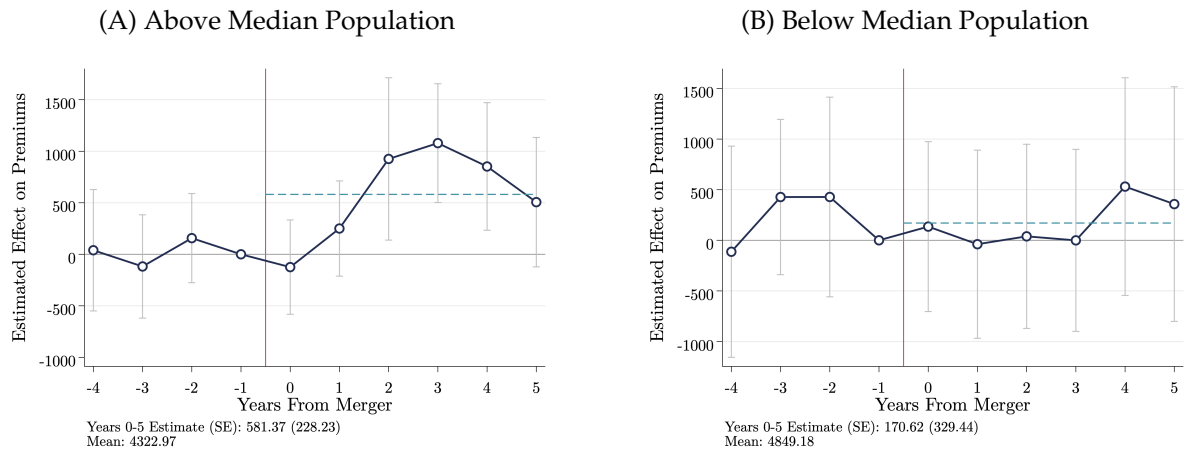 (A) Above Median Population
Estimated Effect on Premiums
1500
1000
500
0
-500
-1000
-4 -3 -2 -1 0 1 2 3 4 5
Years From Merger
Years 0-5 Estimate (SE): 581.37 (228.23)
Mean: 4322.97
(B) Below Median Population
Estimated Effect on Premiums
1500
1000
500
0
-500
-1000
-4 -3 -2 -1 0 1 2 3 4 5
Years From Merger
Years 0-5 Estimate (SE): 170.62 (329.44)
Mean: 4849.18